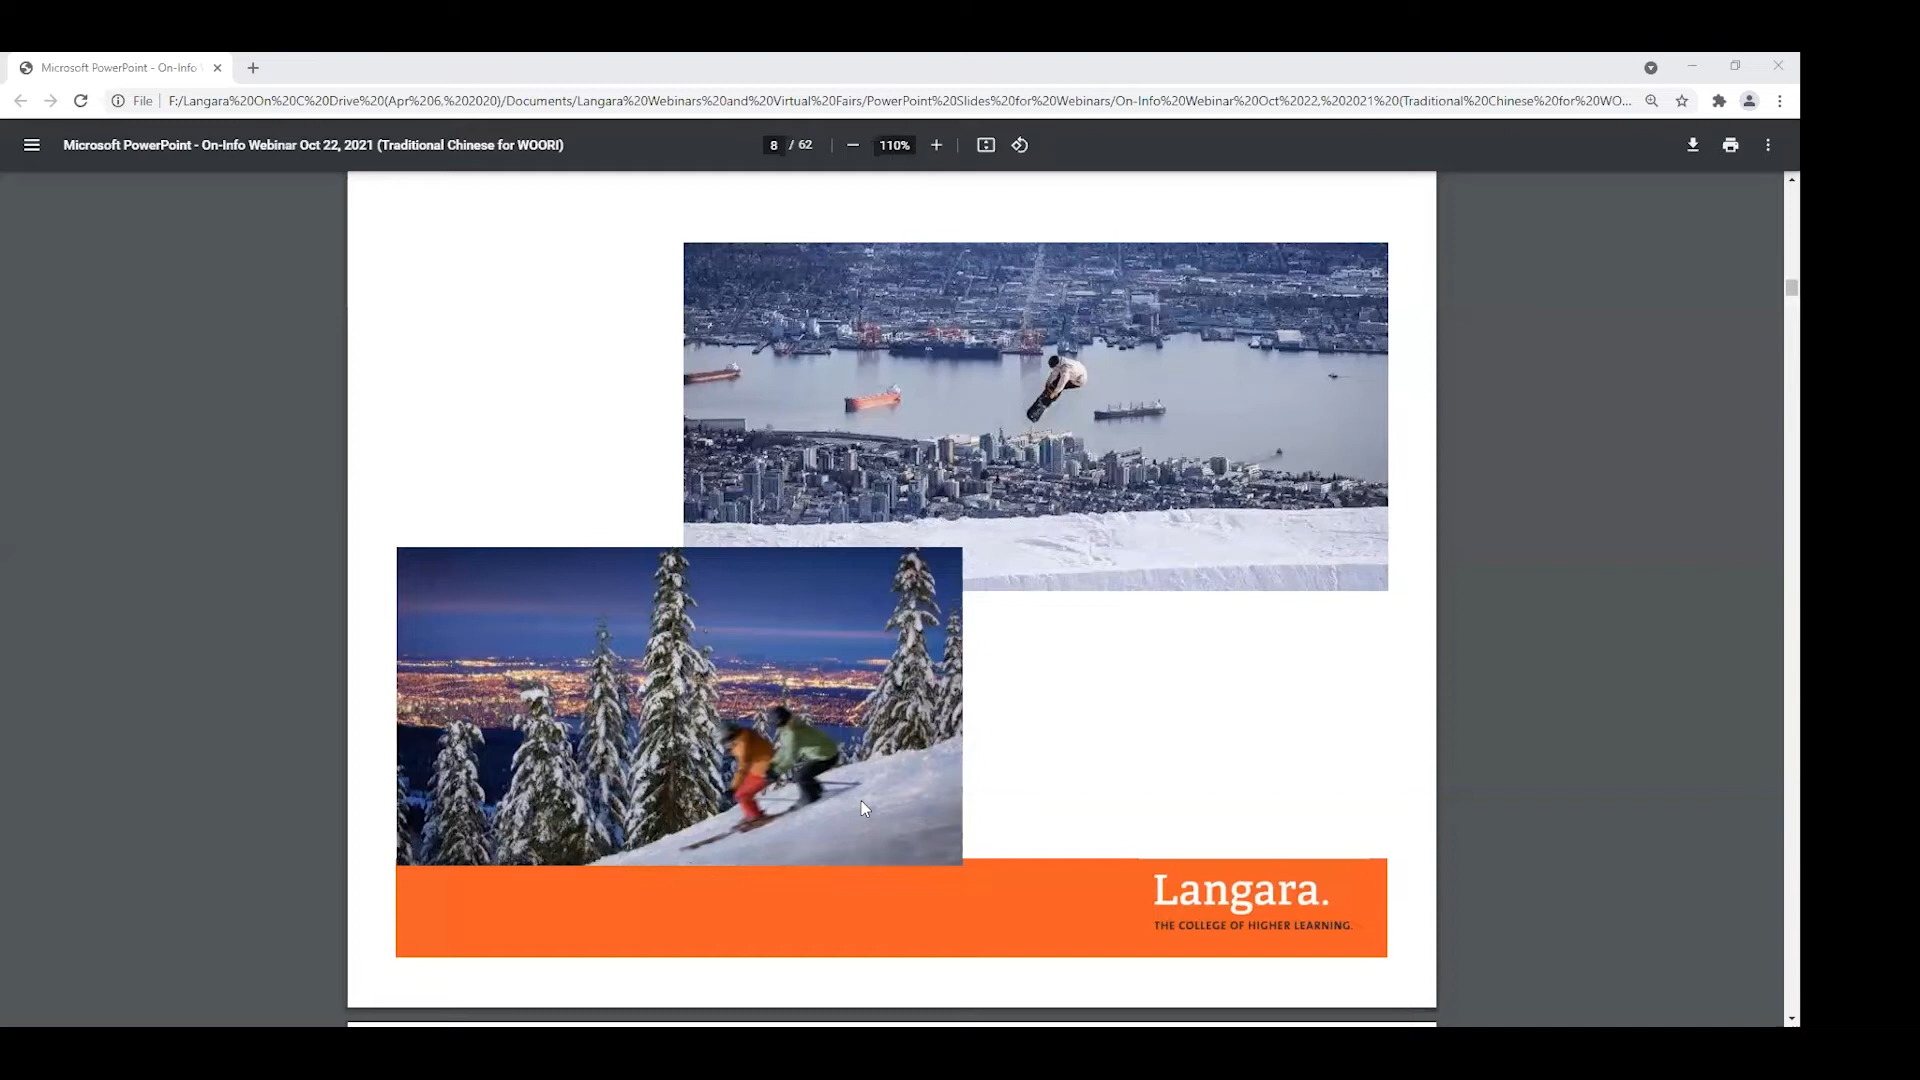 Microsoft PowerPoint - On-Info
File
F:/Langara%20On%20C%20Drive%20(Apr%206,%202020)/Documents/Langara%20Webinars%20and%20Virtual%20Fairs/PowerPoint%20Slides%20for%20Webinars/On-Info%20Webinar%20Oct%2022,%202021%20(Traditional%20Chinese%20for%20WO...
Microsoft PowerPoint - On-Info Webinar Oct 22, 2021 (Traditional Chinese for WOORI)
8 / 62
110%
Langara.
THE COLLEGE OF HIGHER LEARNING.